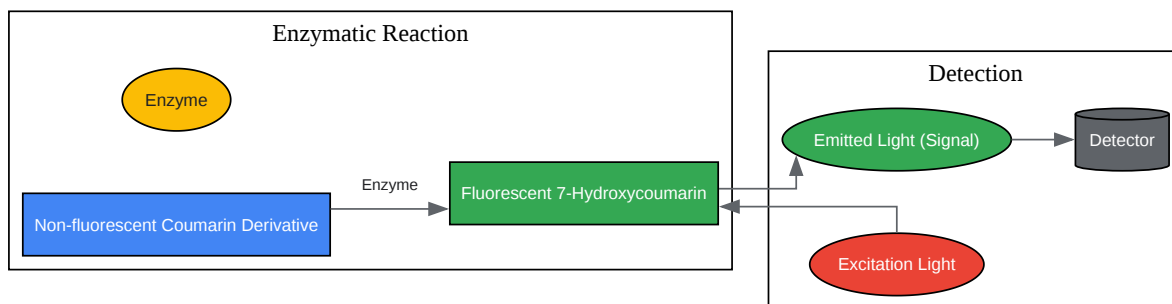 Enzymatic Reaction
Enzyme
Enzyme
Non-fluorescent Coumarin Derivative
Fluorescent 7-Hydroxycoumarin
Detection
Emitted Light (Signal)
Detector
Excitation Light